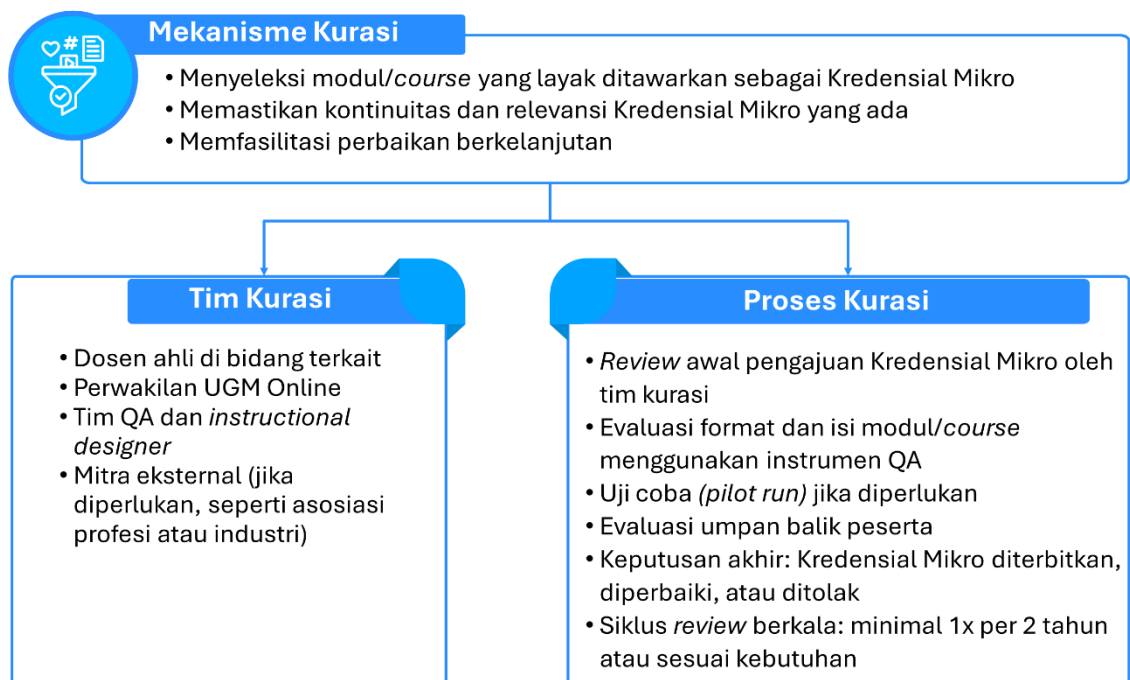 Mekanisme Kurasi
#
• Menyeleksi modul/course yang layak ditawarkan sebagai Kredensial Mikro
• Memastikan kontinuitas dan relevansi Kredensial Mikro yang ada
• Memfasilitasi perbaikan berkelanjutan
Tim Kurasi
• Dosen ahli di bidang terkait
• Perwakilan UGM Online
• Tim QA dan instructional
designer
• Mitra eksternal (jika
diperlukan, seperti asosiasi
profesi atau industri)
Proses Kurasi
• Review awal pengajuan Kredensial Mikro oleh
tim kurasi
• Evaluasi format dan isi modul/course
menggunakan instrumen QA
• Uji coba (pilot run) jika diperlukan
• Evaluasi umpan balik peserta
• Keputusan akhir: Kredensial Mikro diterbitkan,
diperbaiki, atau ditolak
• Siklus review berkala: minimal 1x per 2 tahun
atau sesuai kebutuhan